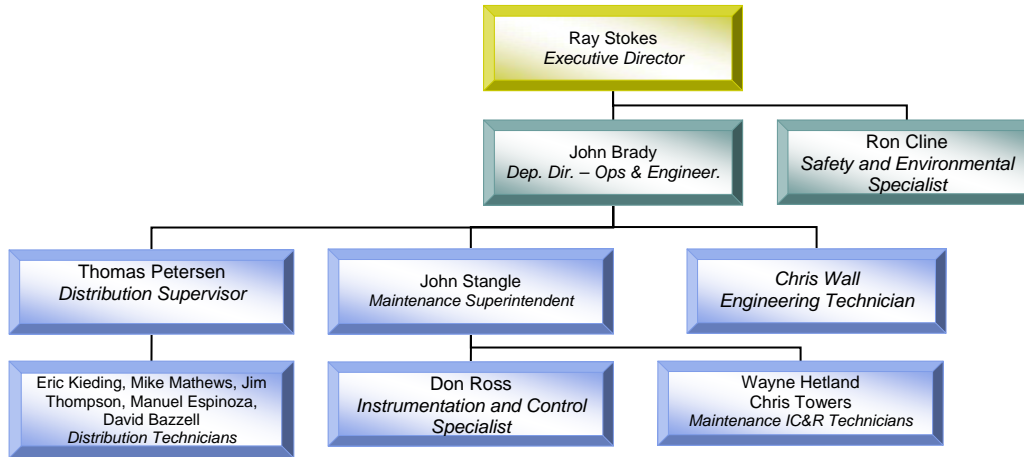 Ray Stokes
Executive Director
John Brady
Dep. Dir. – Ops & Engineer.
Ron Cline
Safety and Environmental
Specialist
Thomas Petersen
Distribution Supervisor
John Stangle
Maintenance Superintendent
Chris Wall
Engineering Technician
Eric Kieding, Mike Mathews, Jim
Thompson, Manuel Espinoza,
David Bazzell
Distribution Technicians
Don Ross
Instrumentation and Control
Specialist
Wayne Hetland
Chris Towers
Maintenance IC&R Technicians